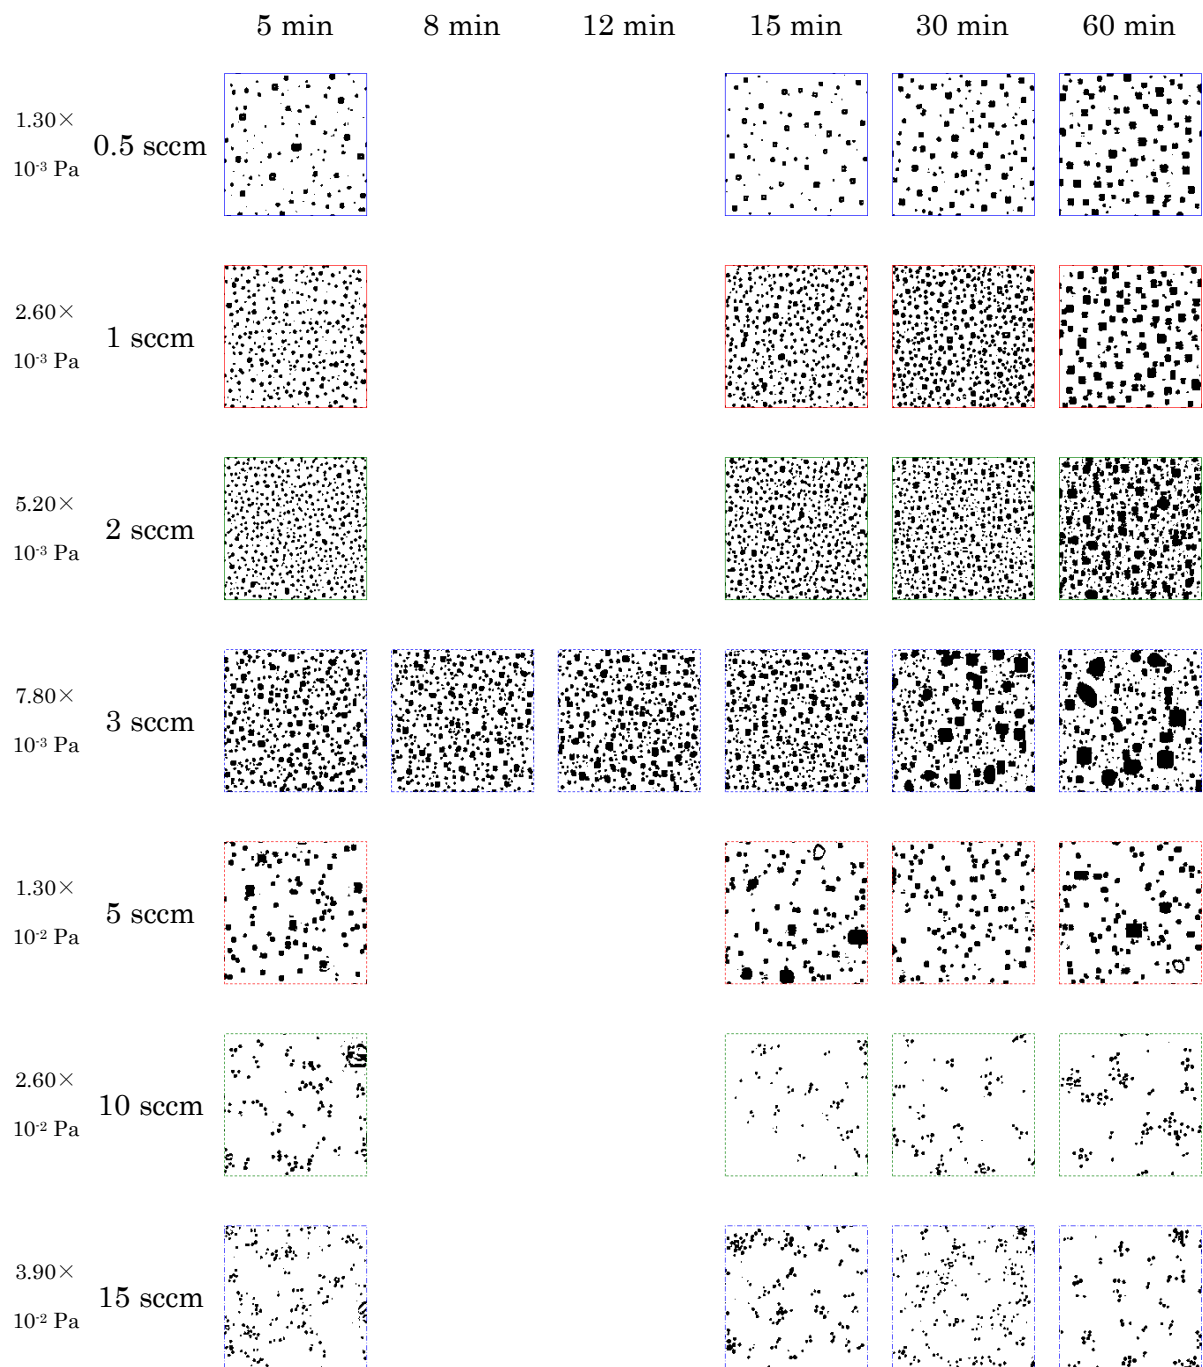 5 min 8 min 12 min 15 min 30 min 60 min
1.30×
0.5 sccm
10⁻³ Pa
2.60×
1 sccm
10⁻³ Pa
5.20×
2 sccm
10⁻³ Pa
7.80×
3 sccm
10⁻³ Pa
1.30×
5 sccm
10⁻² Pa
2.60×
10 sccm
10⁻² Pa
3.90×
15 sccm
10⁻² Pa